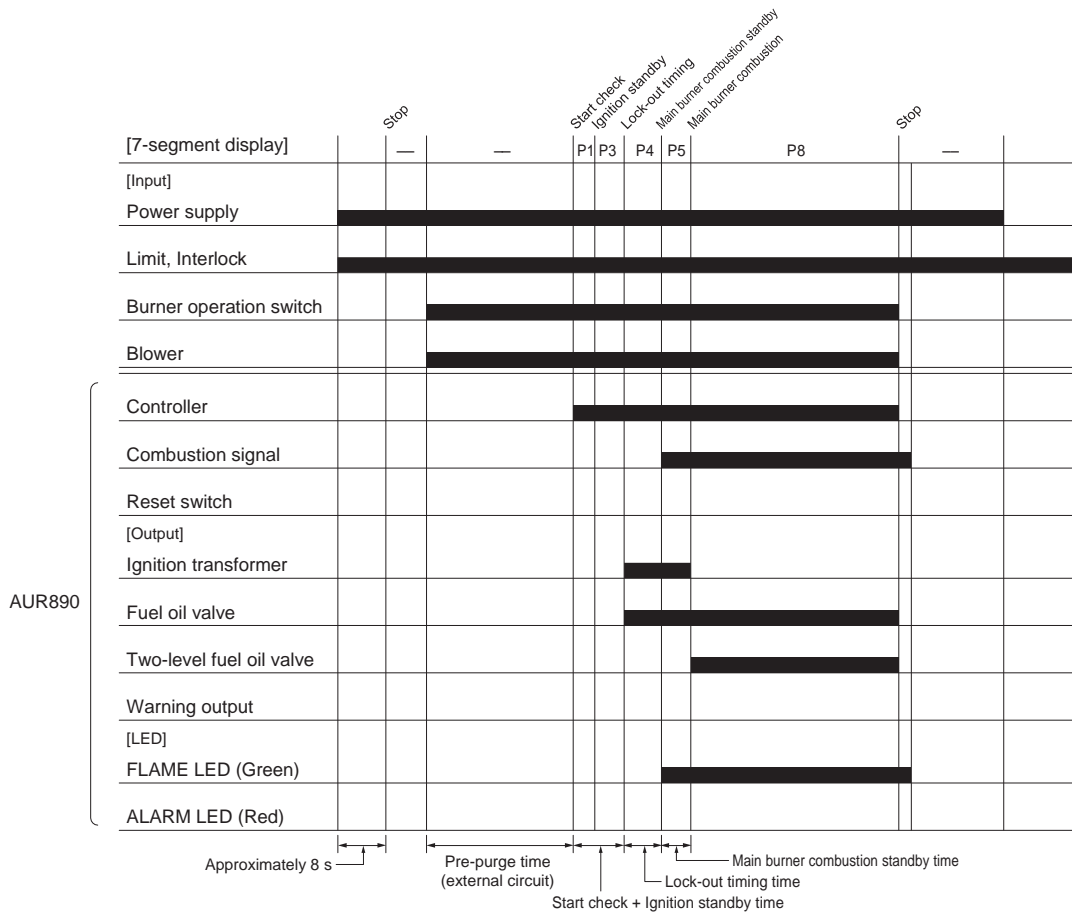 Start check
Ignition standby
Lock-out timing
Main burner combustion standby
Main burner combustion
Stop
Stop
[7-segment display] — — P1 P3 P4 P5 P8 —
[Input]
Power supply
Limit, Interlock
Burner operation switch
Blower
Controller
Combustion signal
Reset switch
[Output]
Ignition transformer
AUR890
Fuel oil valve
Two-level fuel oil valve
Warning output
[LED]
FLAME LED (Green)
ALARM LED (Red)
Approximately 8 s
Pre-purge time
(external circuit)
Main burner combustion standby time
Lock-out timing time
Start check + Ignition standby time